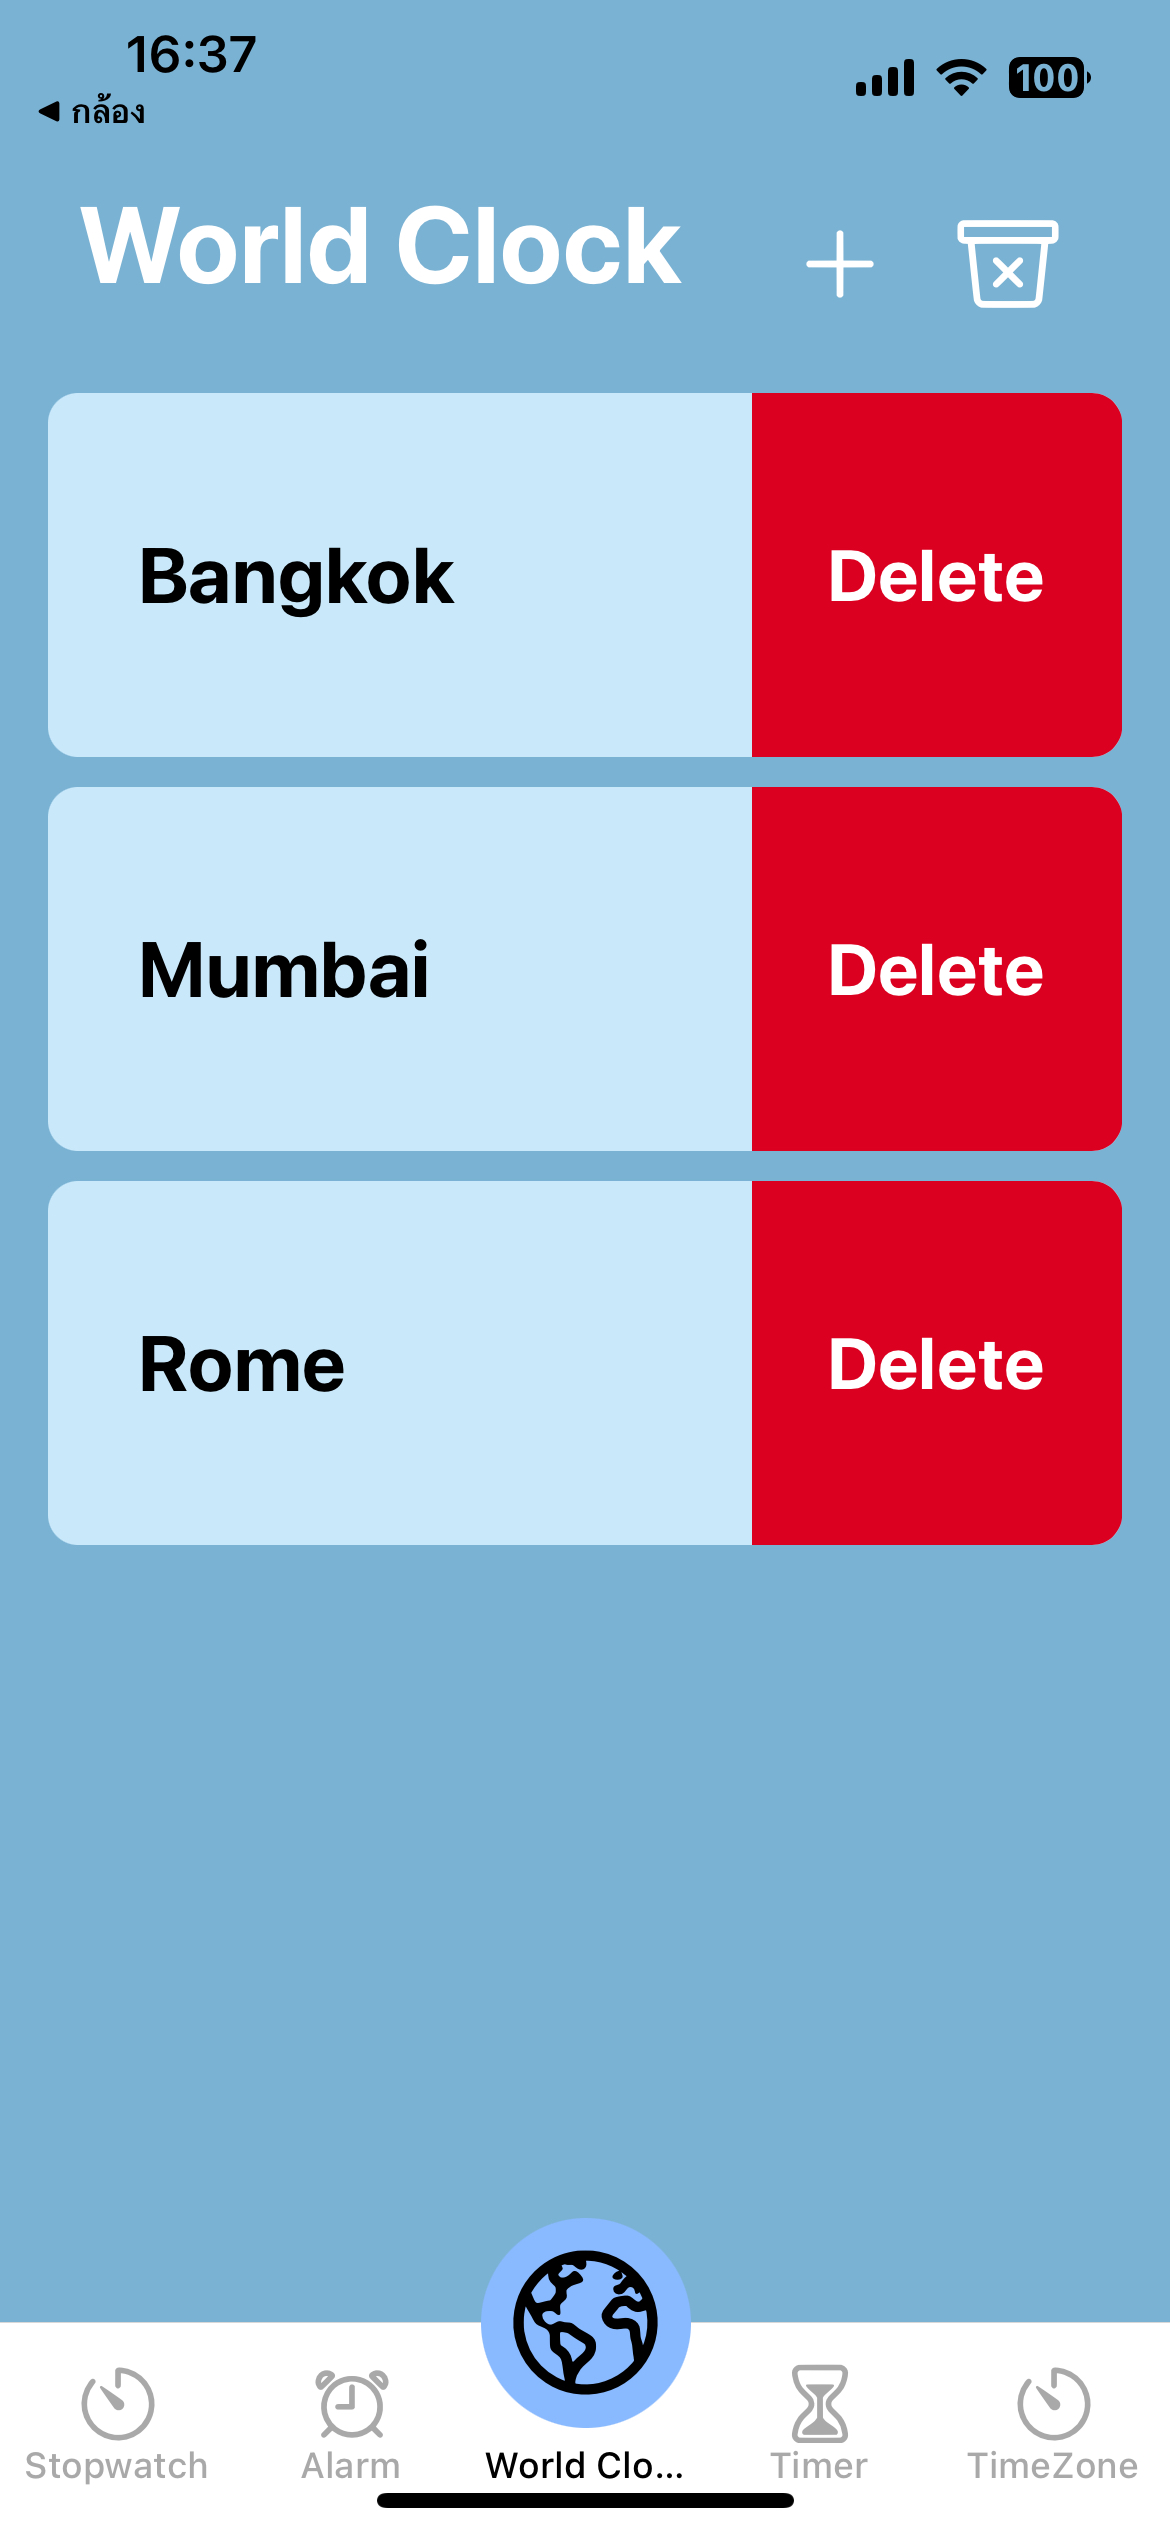 16:37
◀ กล้อง
100
World Clock
Bangkok
Delete
Mumbai
Delete
Rome
Delete
Stopwatch
Alarm
World Clo...
Timer
TimeZone